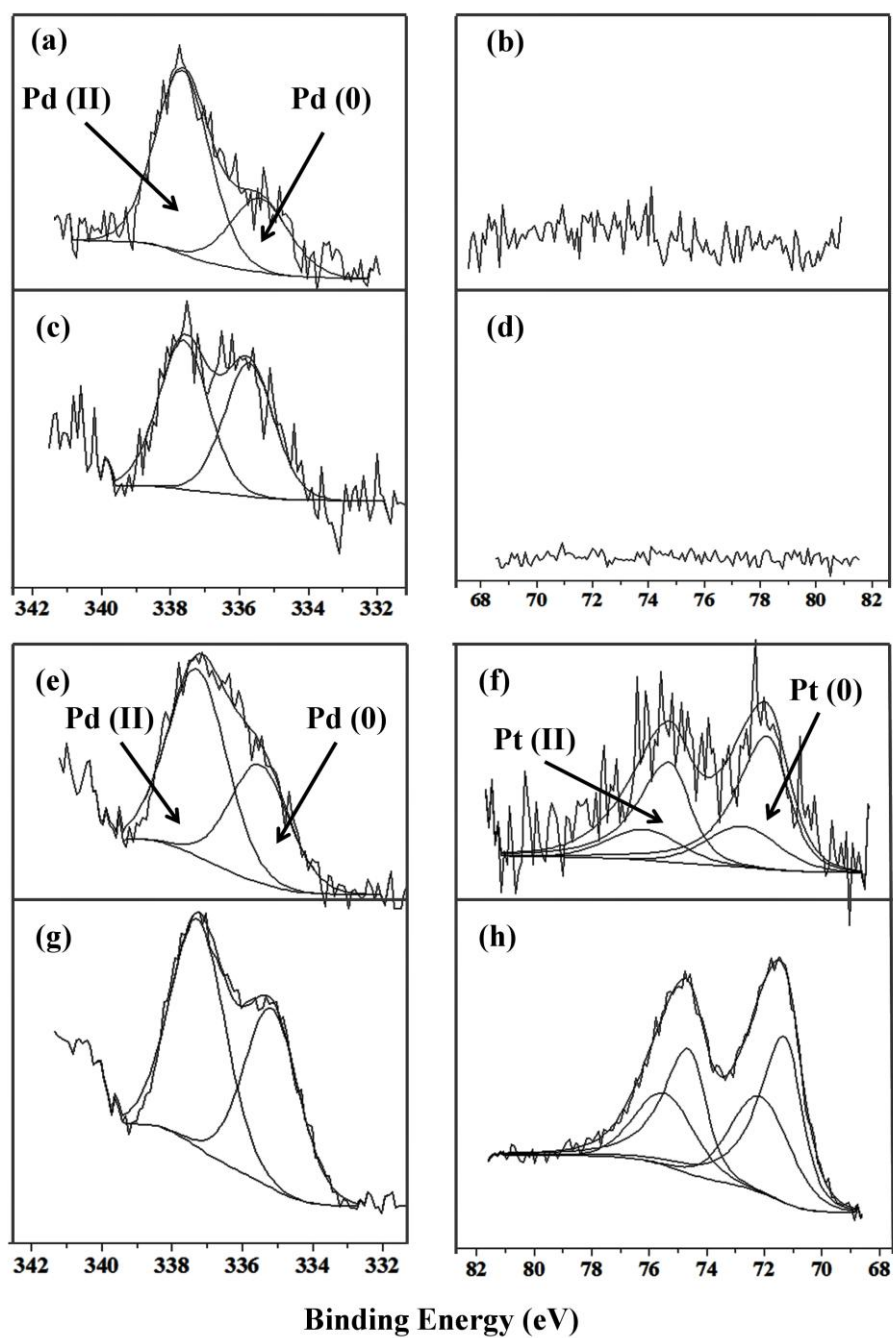 (a)
(b)
Pd (II)
Pd (0)
(c)
(d)
342 340 338 336 334 332
68 70 72 74 76 78 80 82
(e)
(f)
Pd (II)
Pd (0)
Pt (II)
Pt (0)
(g)
(h)
342 340 338 336 334 332
82 80 78 76 74 72 70 68
Binding Energy (eV)